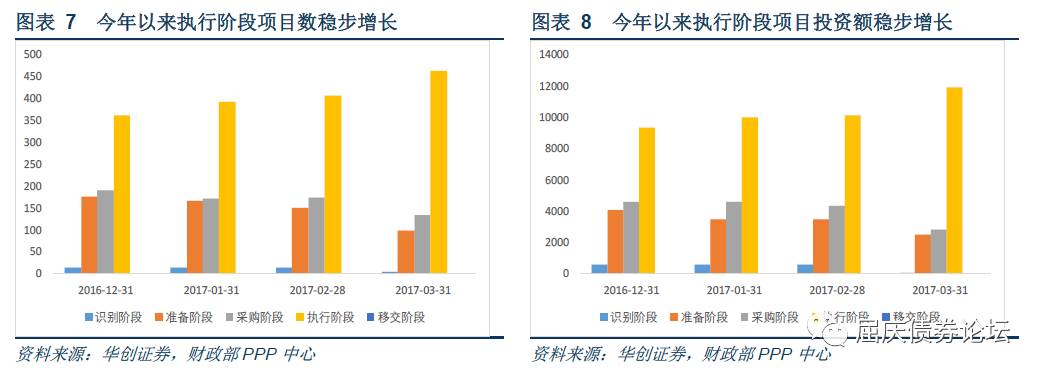 图表 7 今年以来执行阶段项目数稳步增长
500
450
400
350
300
250
200
150
100
50
0
2016-12-31 2017-01-31 2017-02-28 2017-03-31
识别阶段 准备阶段 采购阶段 执行阶段 移交阶段
资料来源：华创证券，财政部 PPP 中心
图表 8 今年以来执行阶段项目投资额稳步增长
14000
12000
10000
8000
6000
4000
2000
0
2016-12-31 2017-01-31 2017-02-28 2017-03-31
识别阶段 准备阶段 采购阶段 执行阶段 移交阶段
屈庆债券论坛
资料来源：华创证券，财政部 PPP 中心